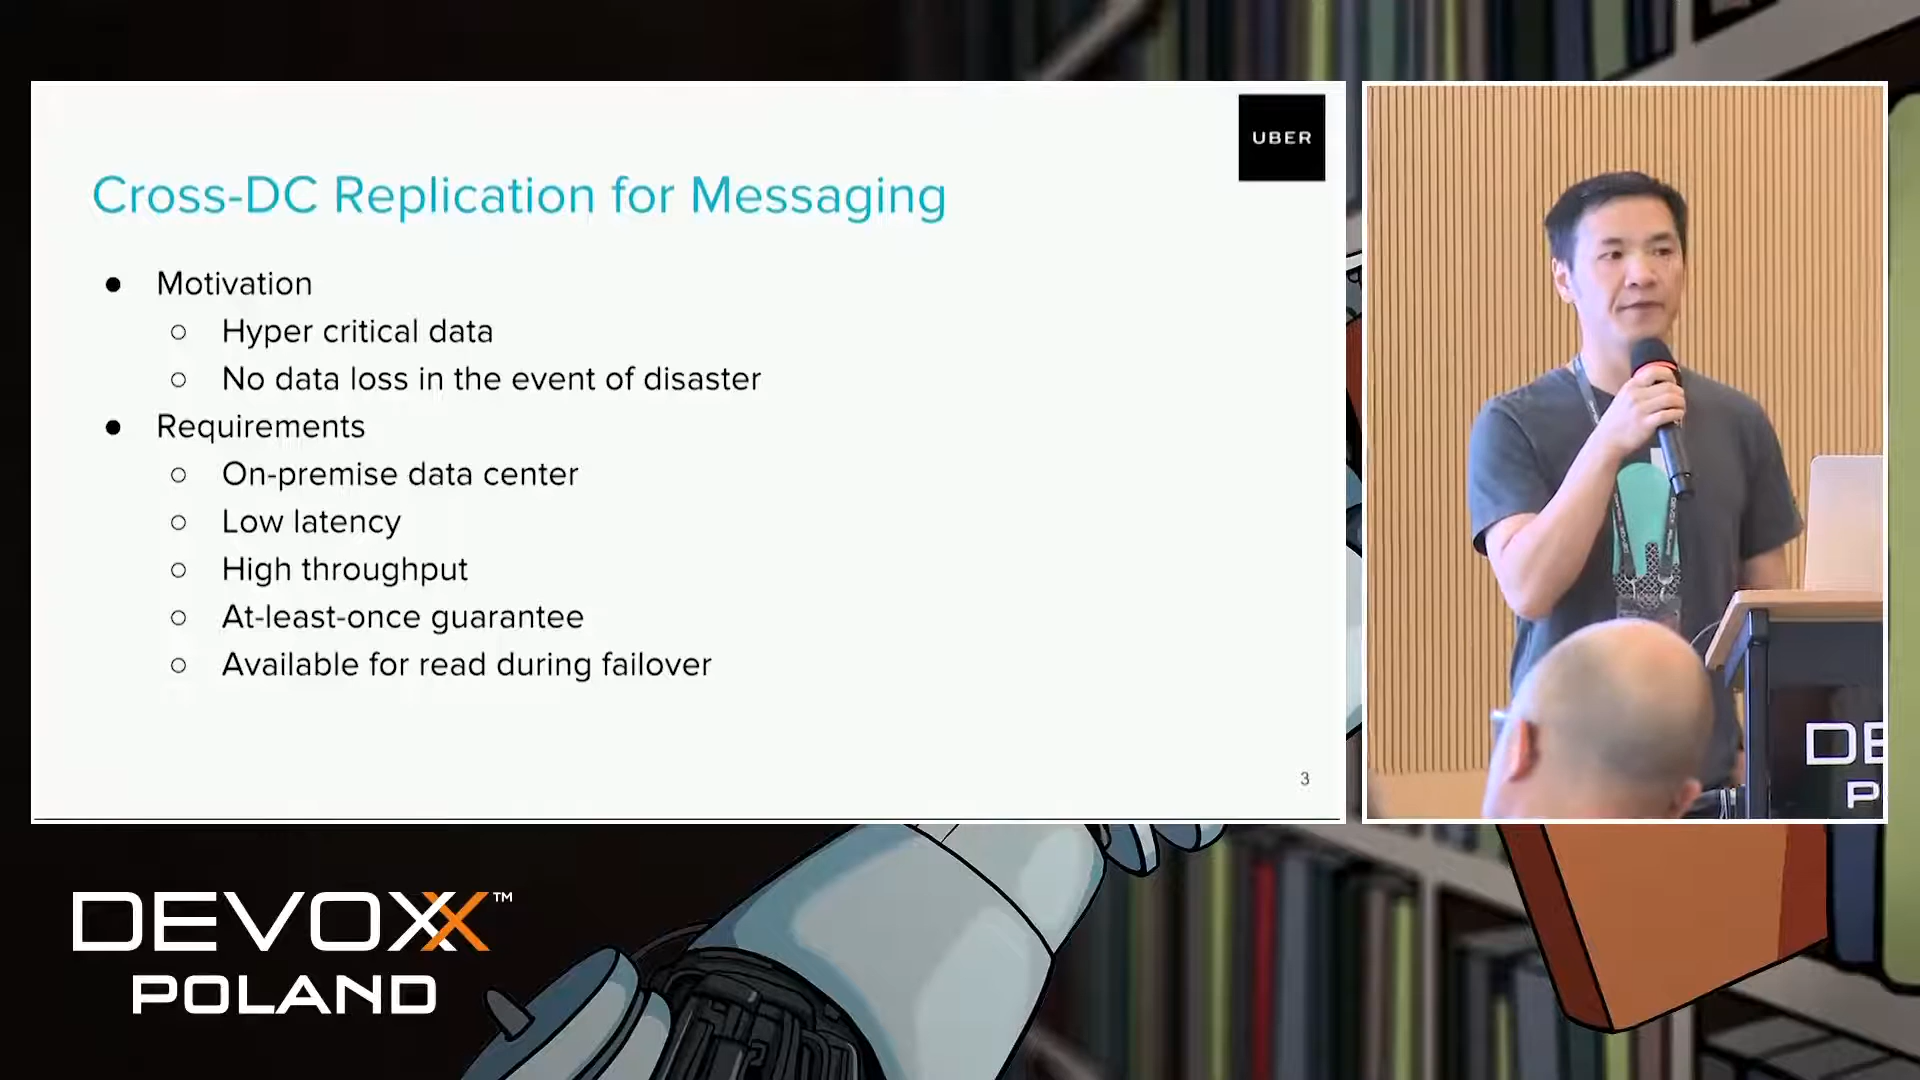 UBER
Cross-DC Replication for Messaging
● Motivation
○ Hyper critical data
○ No data loss in the event of disaster
● Requirements
○ On-premise data center
○ Low latency
○ High throughput
○ At-least-once guarantee
○ Available for read during failover
3
DEVOXX™
POLAND
DE
P